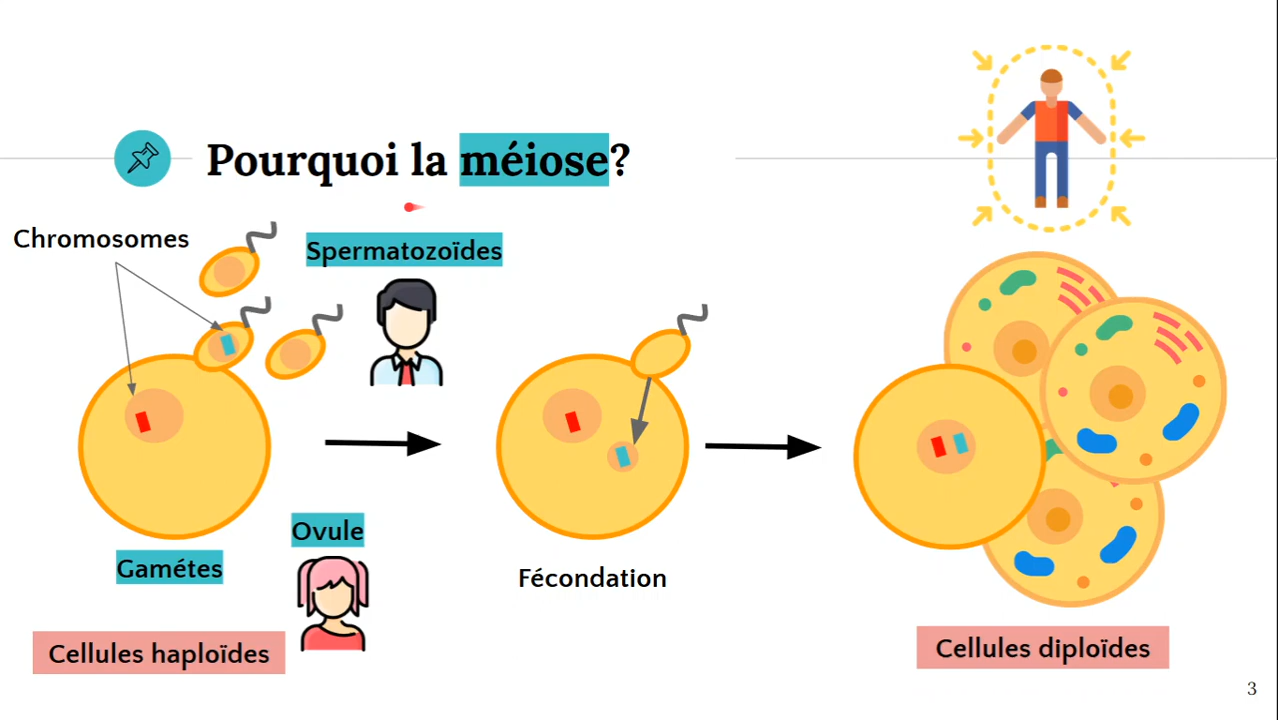 Pourquoi la méiose?
Chromosomes
Spermatozoïdes
Ovule
Gamétes
Fécondation
Cellules haploïdes
Cellules diploïdes
3